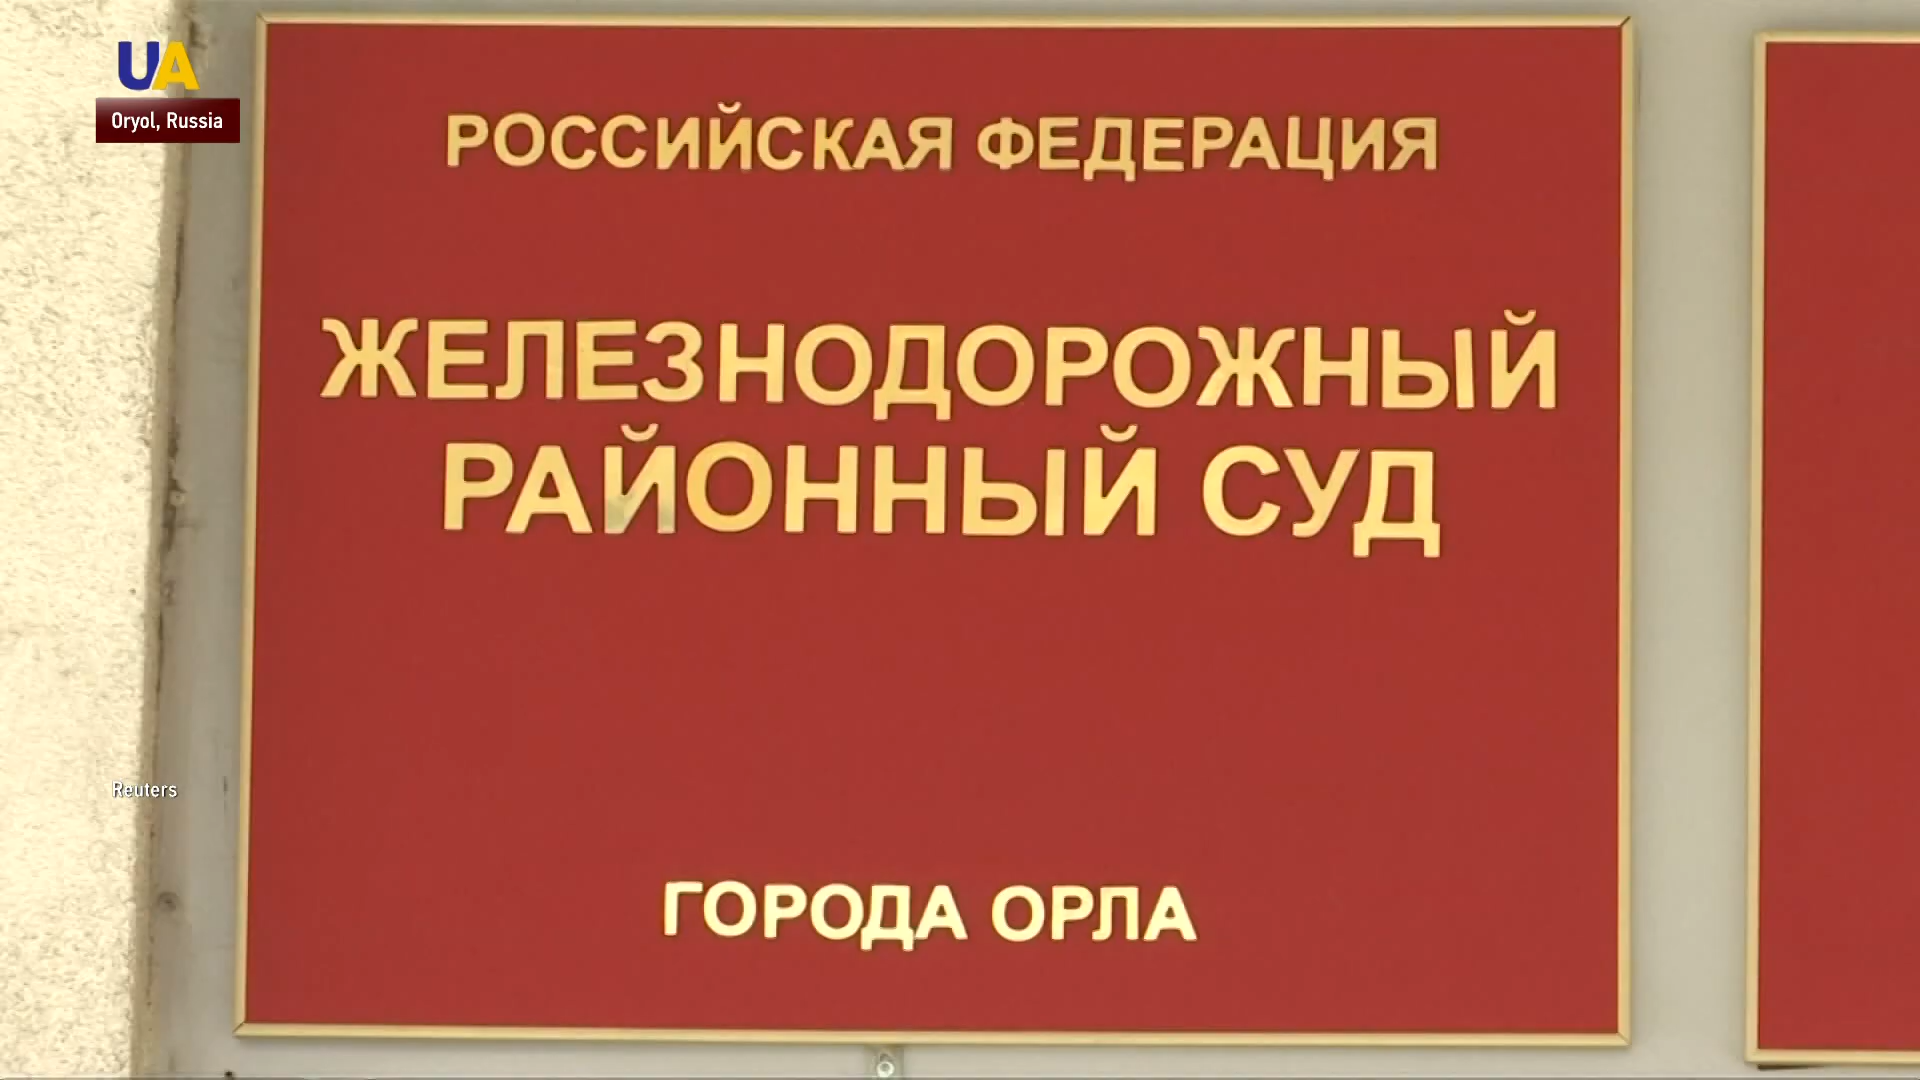 UA
Oryol, Russia
РОССИЙСКАЯ ФЕДЕРАЦИЯ
ЖЕЛЕЗНОДОРОЖНЫЙ
РАЙОННЫЙ СУД
Reuters
ГОРОДА ОРЛА